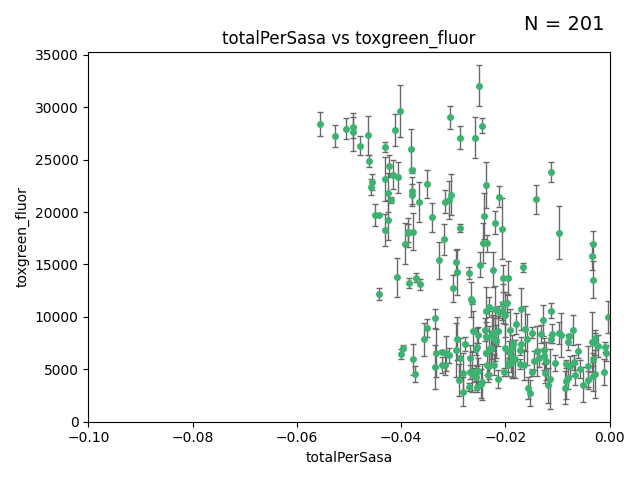 N = 201
totalPerSasa vs toxgreen_fluor
toxgreen_fluor
35000
30000
25000
20000
15000
10000
5000
0
−0.10 −0.08 −0.06 −0.04 −0.02 0.00
totalPerSasa